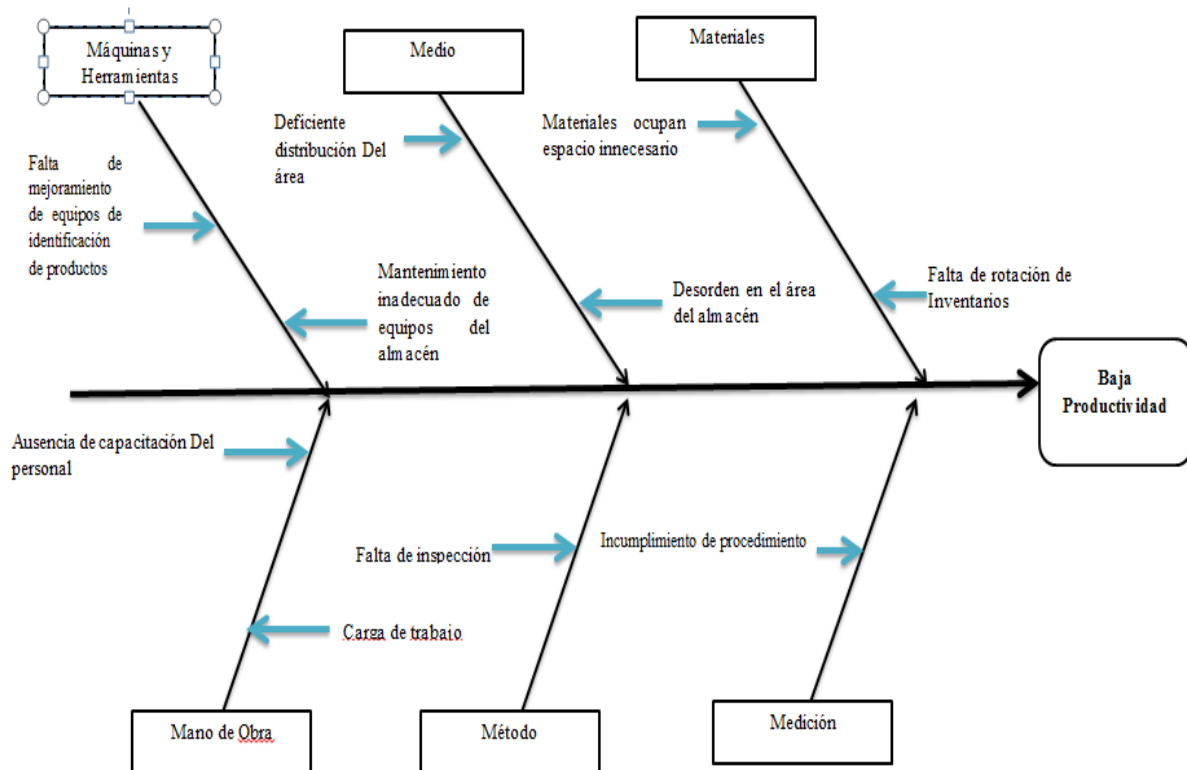 Máquinas y
Herramientas
Medio
Materiales
Falta de
mejoramiento
de equipos de
identificación
de productos
Mantenimiento
inadecuado de
equipos del
almacén
Deficiente
distribución Del
área
Desorden en el área
del almacén
Materiales ocupan
espacio innecesario
Falta de rotación de
Inventarios
Baja
Productividad
Ausencia de capacitación Del
personal
Carga de trabajo
Falta de inspección
Incumplimiento de procedimiento
Mano de Obra
Método
Medición